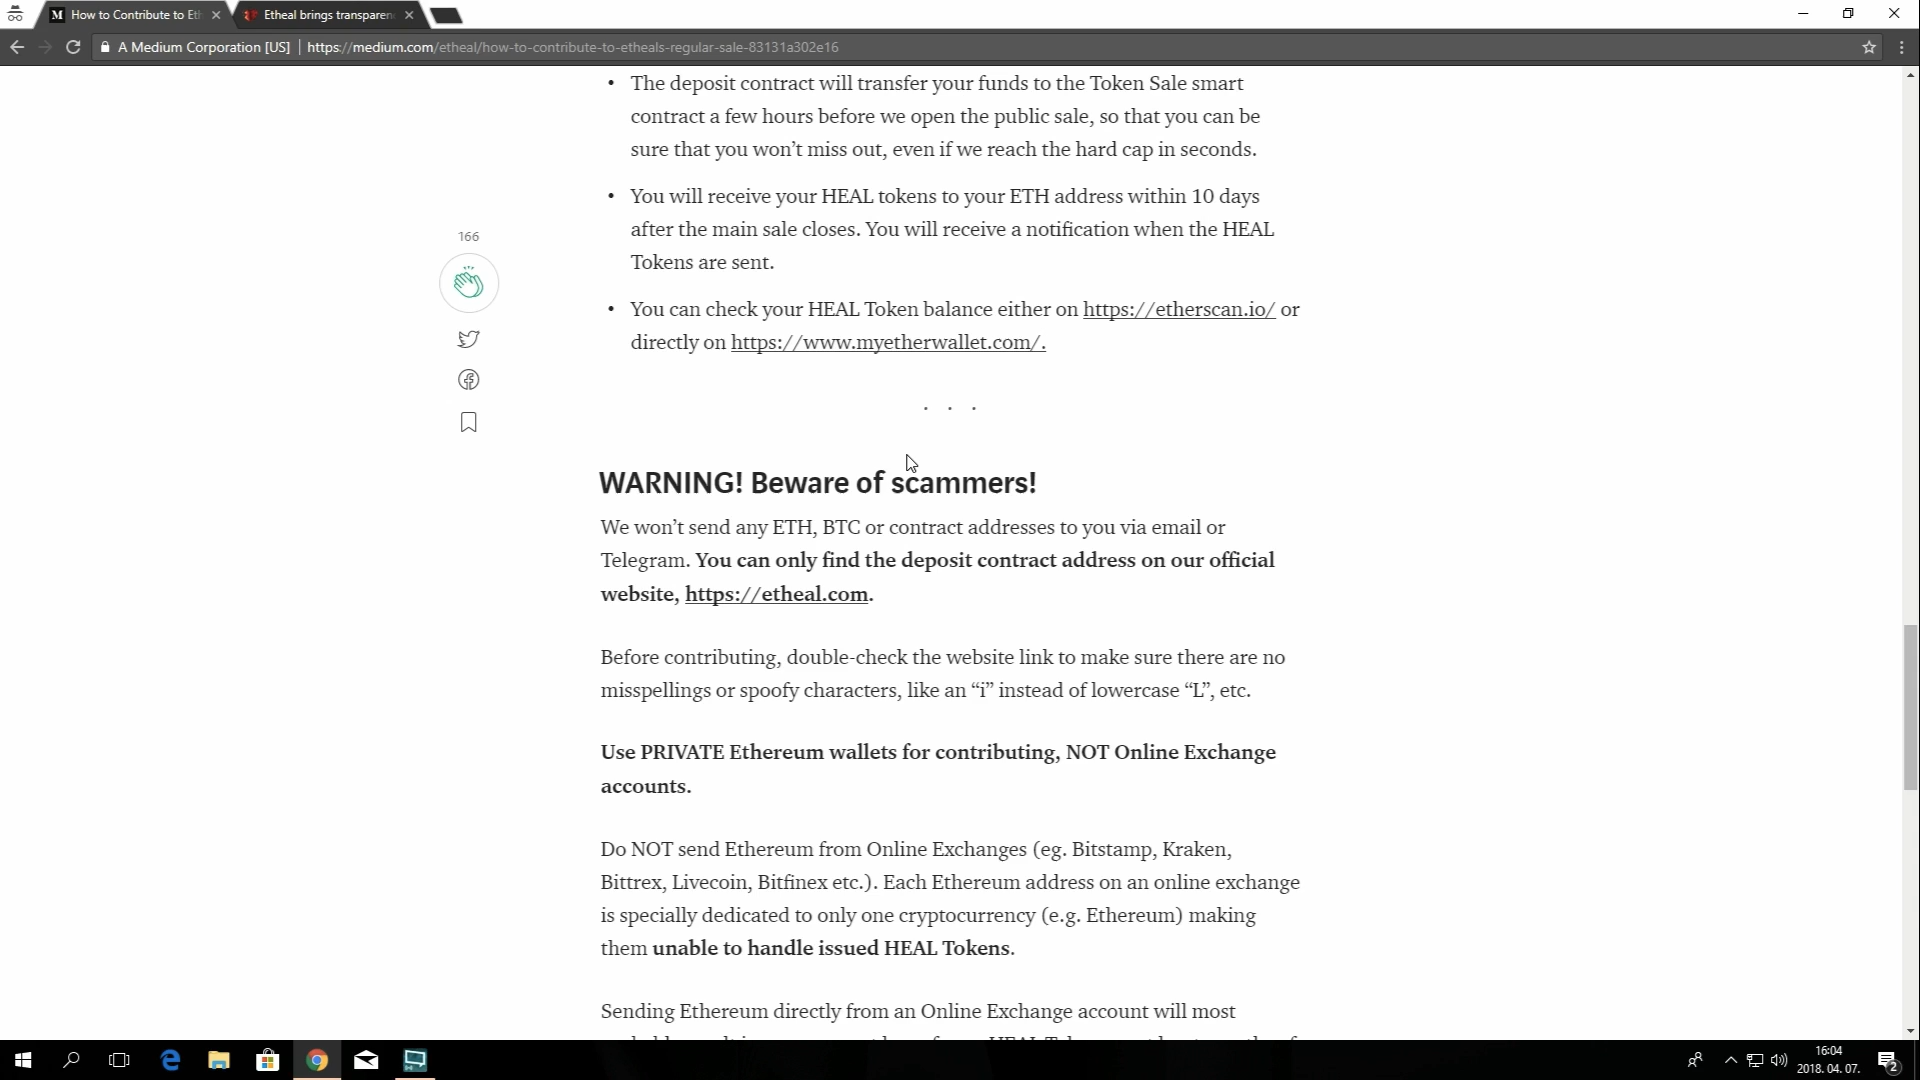 How to Contribute to Eth
Etheal brings transparen
A Medium Corporation [US]
https://medium.com/etheal/how-to-contribute-to-etheals-regular-sale-83131a302e16
• The deposit contract will transfer your funds to the Token Sale smart
contract a few hours before we open the public sale, so that you can be
sure that you won’t miss out, even if we reach the hard cap in seconds.
• You will receive your HEAL tokens to your ETH address within 10 days
after the main sale closes. You will receive a notification when the HEAL
Tokens are sent.
166
• You can check your HEAL Token balance either on https://etherscan.io/ or
directly on https://www.myetherwallet.com/.
. . .
WARNING! Beware of scammers!
We won’t send any ETH, BTC or contract addresses to you via email or
Telegram. You can only find the deposit contract address on our official
website, https://etheal.com.
Before contributing, double-check the website link to make sure there are no
misspellings or spoofy characters, like an “i” instead of lowercase “L”, etc.
Use PRIVATE Ethereum wallets for contributing, NOT Online Exchange
accounts.
Do NOT send Ethereum from Online Exchanges (eg. Bitstamp, Kraken,
Bittrex, Livecoin, Bitfinex etc.). Each Ethereum address on an online exchange
is specially dedicated to only one cryptocurrency (e.g. Ethereum) making
them unable to handle issued HEAL Tokens.
Sending Ethereum directly from an Online Exchange account will most
16:04
2018. 04. 07.
2